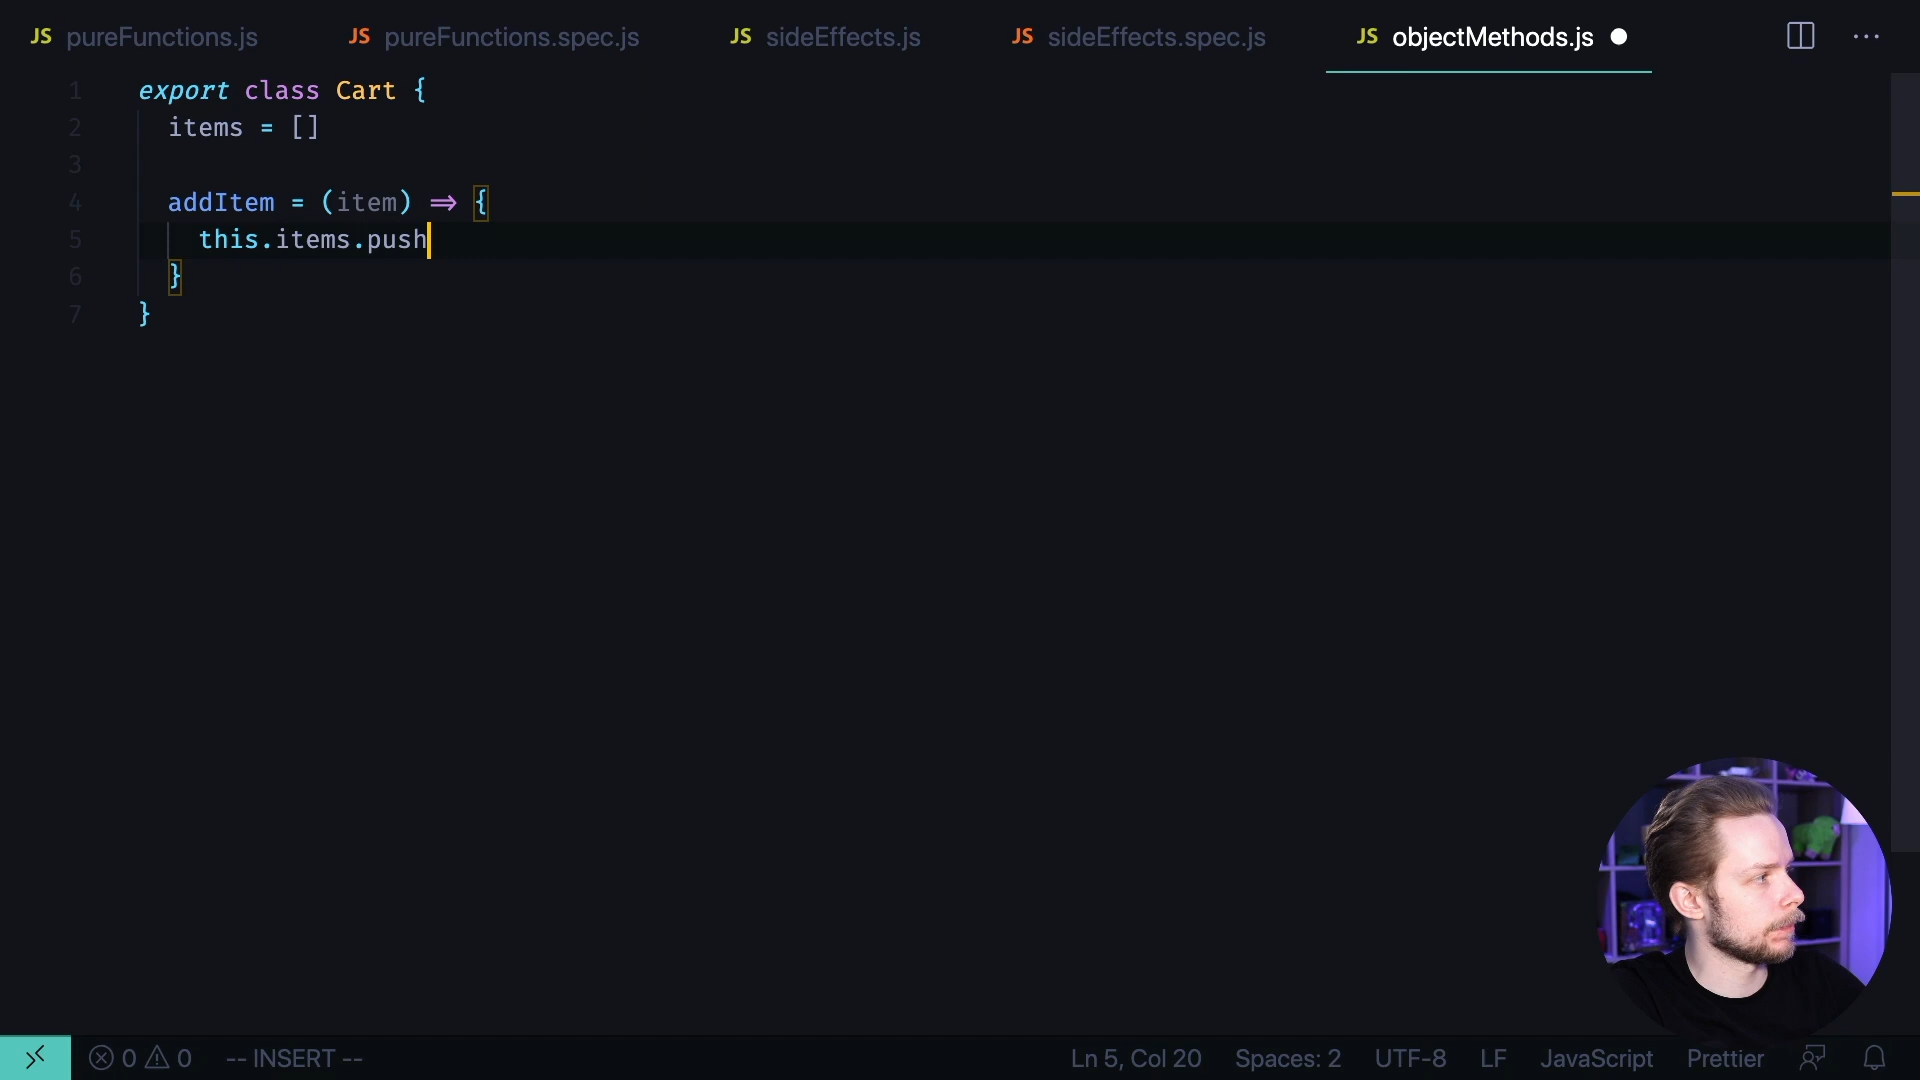 JS pureFunctions.js JS pureFunctions.spec.js JS sideEffects.js JS sideEffects.spec.js JS objectMethods.js ● ···
1 export class Cart {
2 items = []
3
4 addItem = (item) => {
5 this.items.push
6 }
7 }
0 0 -- INSERT -- Ln 5, Col 20 Spaces: 2 UTF-8 LF JavaScript Prettier